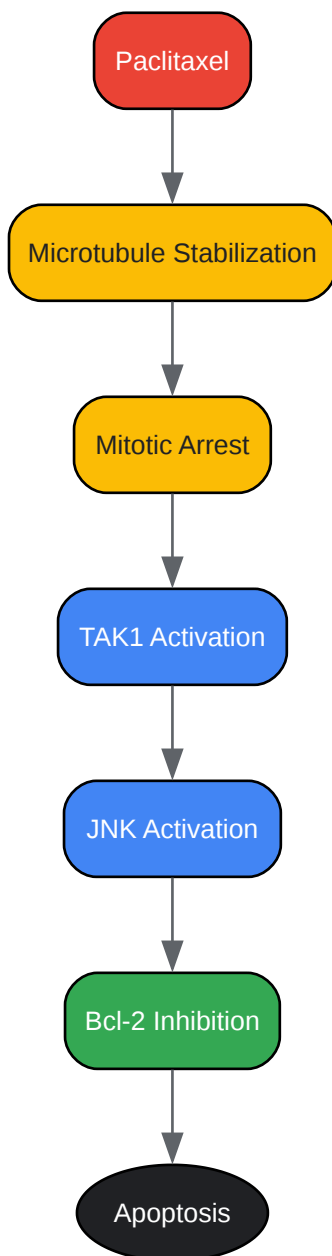 Paclitaxel
Microtubule Stabilization
Mitotic Arrest
TAK1 Activation
JNK Activation
Bcl-2 Inhibition
Apoptosis